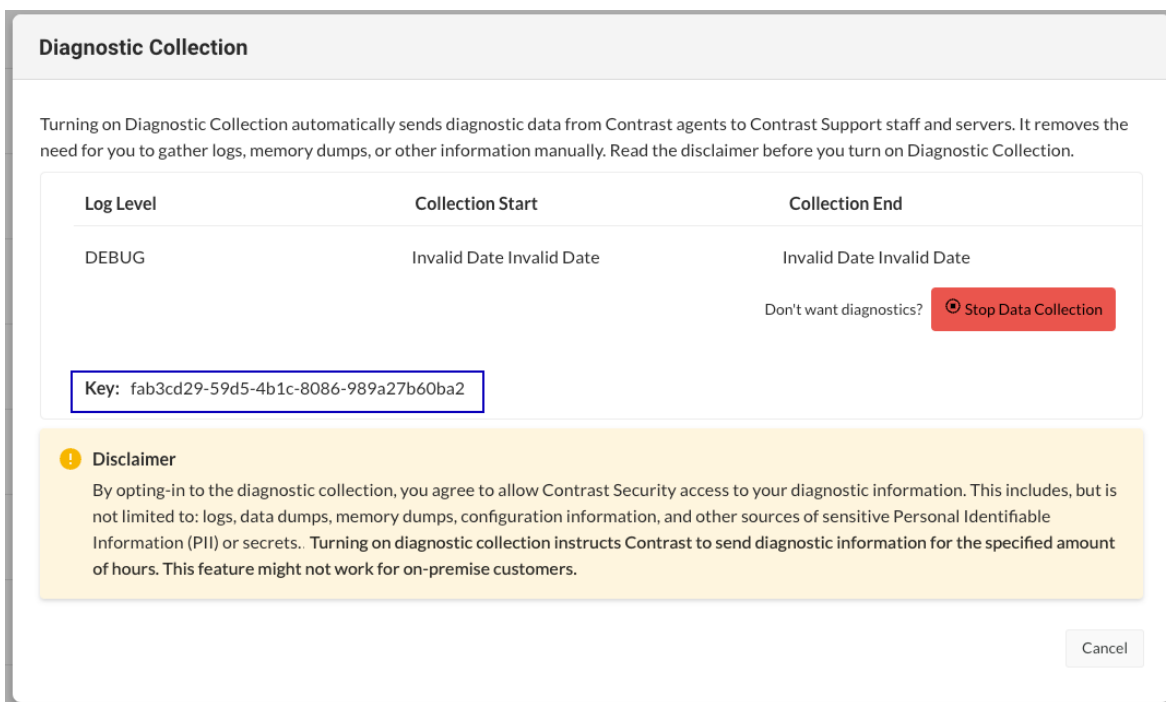 Diagnostic Collection
Turning on Diagnostic Collection automatically sends diagnostic data from Contrast agents to Contrast Support staff and servers. It removes the
need for you to gather logs, memory dumps, or other information manually. Read the disclaimer before you turn on Diagnostic Collection.
Log Level Collection Start Collection End
DEBUG Invalid Date Invalid Date Invalid Date Invalid Date
Don't want diagnostics? Stop Data Collection
Key: fab3cd29-59d5-4b1c-8086-989a27b60ba2
Disclaimer
By opting-in to the diagnostic collection, you agree to allow Contrast Security access to your diagnostic information. This includes, but is
not limited to: logs, data dumps, memory dumps, configuration information, and other sources of sensitive Personal Identifiable
Information (PII) or secrets.. Turning on diagnostic collection instructs Contrast to send diagnostic information for the specified amount
of hours. This feature might not work for on-premise customers.
Cancel